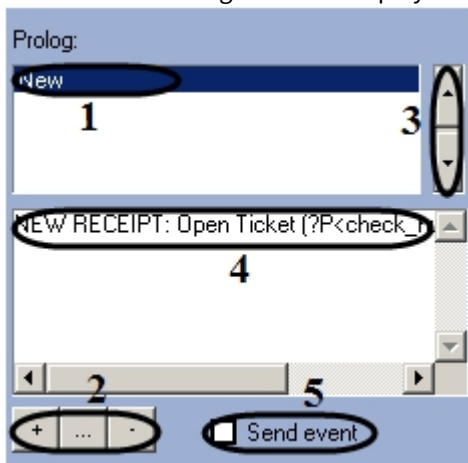 Prolog:
New
1
3
NEW RECEIPT: Open Ticket (?P<check_
4
2
5
+ ... -
Send event